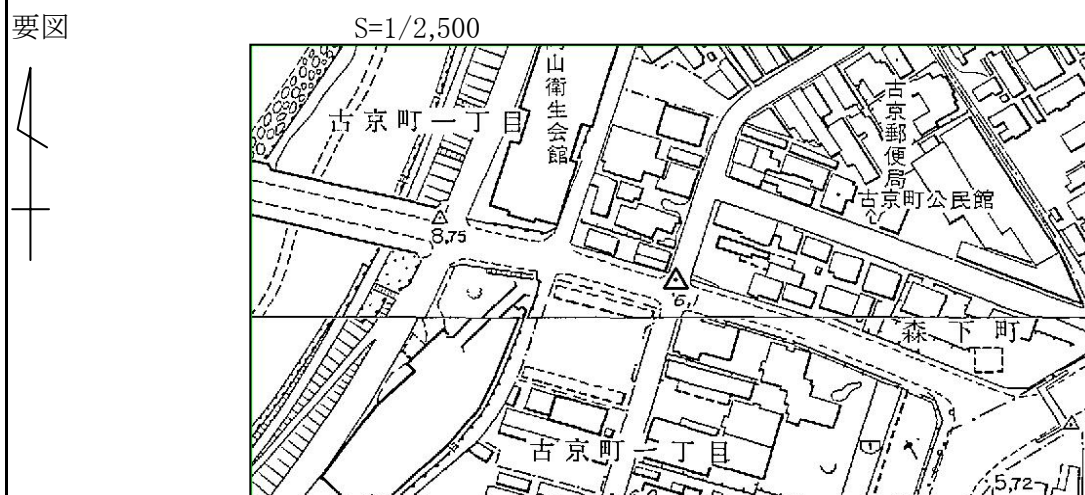 要図
S=1/2,500
古京町一丁目
山衛生会館
古京郵便局
古京町公民館
8.75
6.
森下町
古京町一丁目
5.72